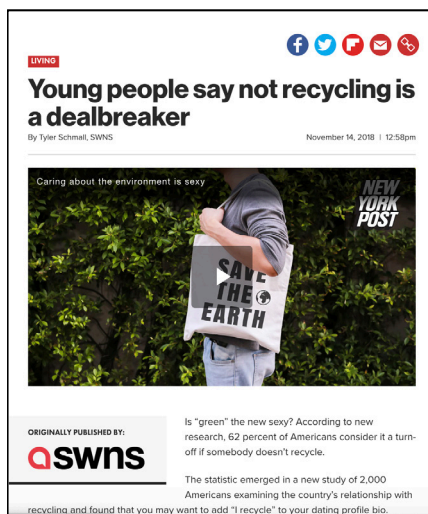 LIVING
Young people say not recycling is
a dealbreaker
By Tyler Schmall, SWNS
November 14, 2018 | 12:58pm
Caring about the environment is sexy
NEW
YORK
POST
SAVE
THE
EARTH
ORIGINALLY PUBLISHED BY:
swns
Is “green” the new sexy? According to new
research, 62 percent of Americans consider it a turn-
off if somebody doesn’t recycle.
The statistic emerged in a new study of 2,000
Americans examining the country’s relationship with
recycling and found that you may want to add “I recycle” to your dating profile bio.